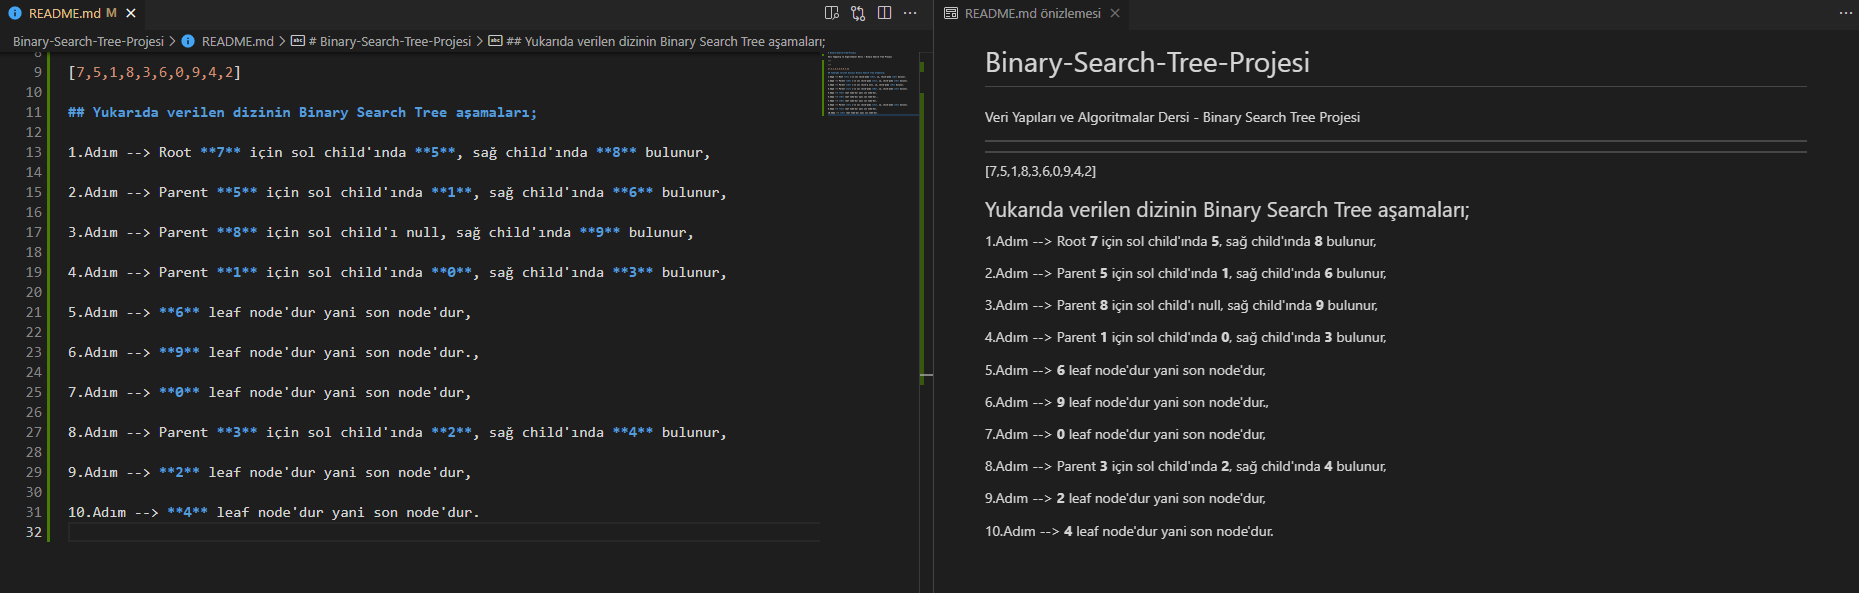 README.md M
Binary-Search-Tree-Projesi > README.md > # Binary-Search-Tree-Projesi > ## Yukarıda verilen dizinin Binary Search Tree aşamaları;
8
9 [7,5,1,8,3,6,0,9,4,2]
10
11 ## Yukarıda verilen dizinin Binary Search Tree aşamaları;
12
13 1.Adım --> Root **7** için sol child'ında **5**, sağ child'ında **8** bulunur,
14
15 2.Adım --> Parent **5** için sol child'ında **1**, sağ child'ında **6** bulunur,
16
17 3.Adım --> Parent **8** için sol child'ı null, sağ child'ında **9** bulunur,
18
19 4.Adım --> Parent **1** için sol child'ında **0**, sağ child'ında **3** bulunur,
20
21 5.Adım --> **6** leaf node'dur yani son node'dur,
22
23 6.Adım --> **9** leaf node'dur yani son node'dur.,
24
25 7.Adım --> **0** leaf node'dur yani son node'dur,
26
27 8.Adım --> Parent **3** için sol child'ında **2**, sağ child'ında **4** bulunur,
28
29 9.Adım --> **2** leaf node'dur yani son node'dur,
30
31 10.Adım --> **4** leaf node'dur yani son node'dur.
32
README.md önizlemesi
Binary-Search-Tree-Projesi
Veri Yapıları ve Algoritmalar Dersi - Binary Search Tree Projesi
[7,5,1,8,3,6,0,9,4,2]
Yukarıda verilen dizinin Binary Search Tree aşamaları;
1.Adım --> Root 7 için sol child'ında 5, sağ child'ında 8 bulunur,
2.Adım --> Parent 5 için sol child'ında 1, sağ child'ında 6 bulunur,
3.Adım --> Parent 8 için sol child'ı null, sağ child'ında 9 bulunur,
4.Adım --> Parent 1 için sol child'ında 0, sağ child'ında 3 bulunur,
5.Adım --> 6 leaf node'dur yani son node'dur,
6.Adım --> 9 leaf node'dur yani son node'dur.,
7.Adım --> 0 leaf node'dur yani son node'dur,
8.Adım --> Parent 3 için sol child'ında 2, sağ child'ında 4 bulunur,
9.Adım --> 2 leaf node'dur yani son node'dur,
10.Adım --> 4 leaf node'dur yani son node'dur.